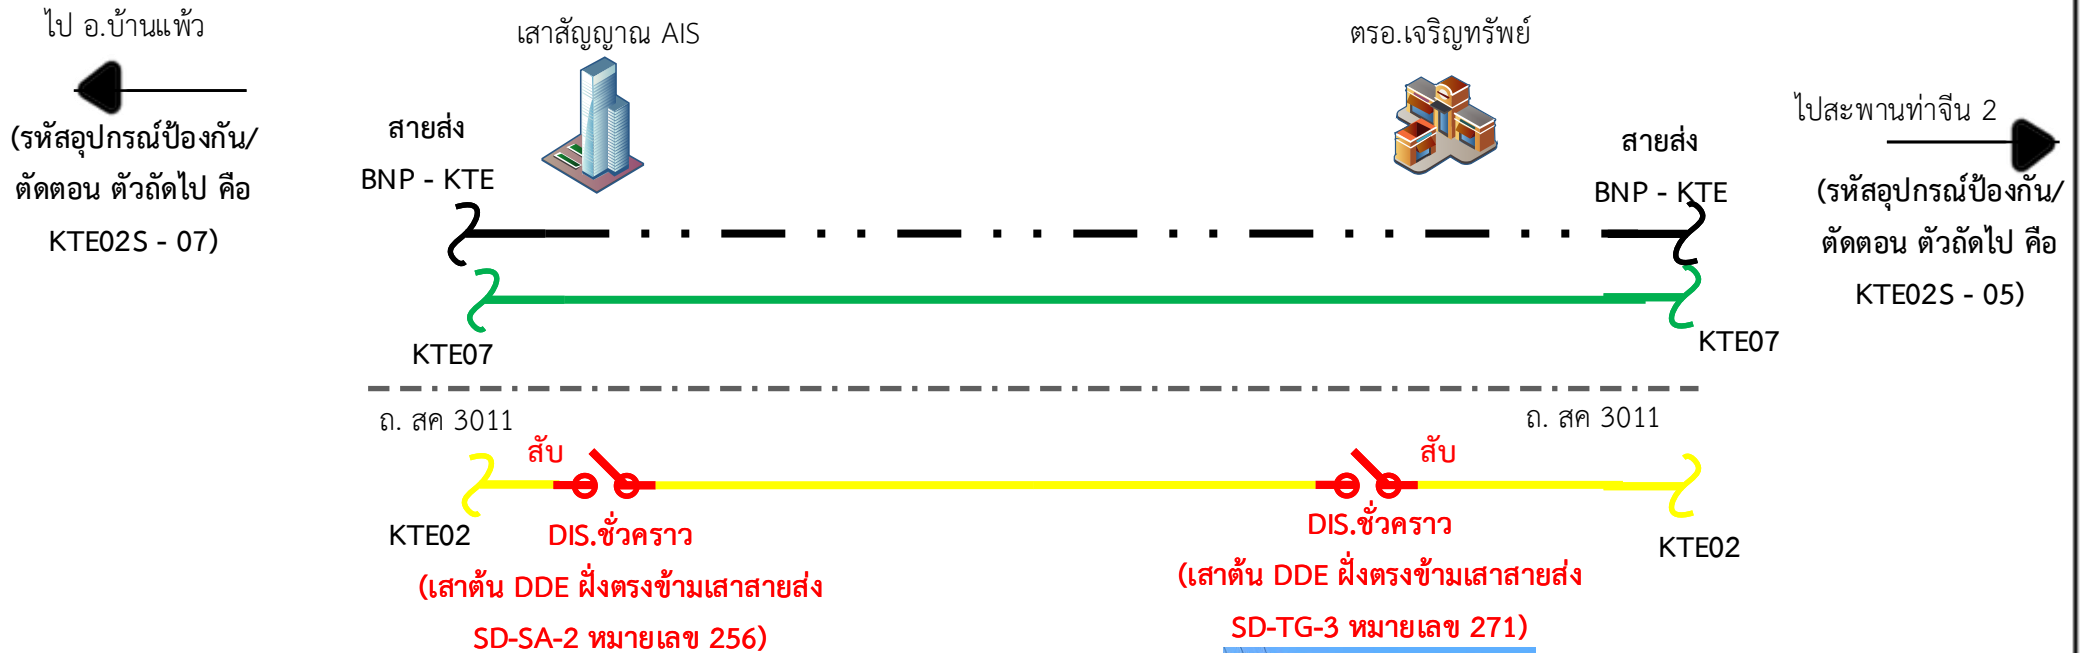 ไป อ.บ้านแพ้ว
(รหัสอุปกรณ์ป้องกัน/
ตัดตอน ตัวถัดไป คือ
KTE02S - 07)
เสาสัญญาณ AIS
ตรอ.เจริญทรัพย์
ไปสะพานท่าจีน 2
(รหัสอุปกรณ์ป้องกัน/
ตัดตอน ตัวถัดไป คือ
KTE02S - 05)
สายส่ง
BNP - KTE
สายส่ง
BNP - KTE
KTE07
KTE07
ถ. สค 3011
ถ. สค 3011
สับ
สับ
KTE02
DIS.ชั่วคราว
(เสาต้น DDE ฝั่งตรงข้ามเสาสายส่ง
SD-SA-2 หมายเลข 256)
DIS.ชั่วคราว
(เสาต้น DDE ฝั่งตรงข้ามเสาสายส่ง
SD-TG-3 หมายเลข 271)
KTE02